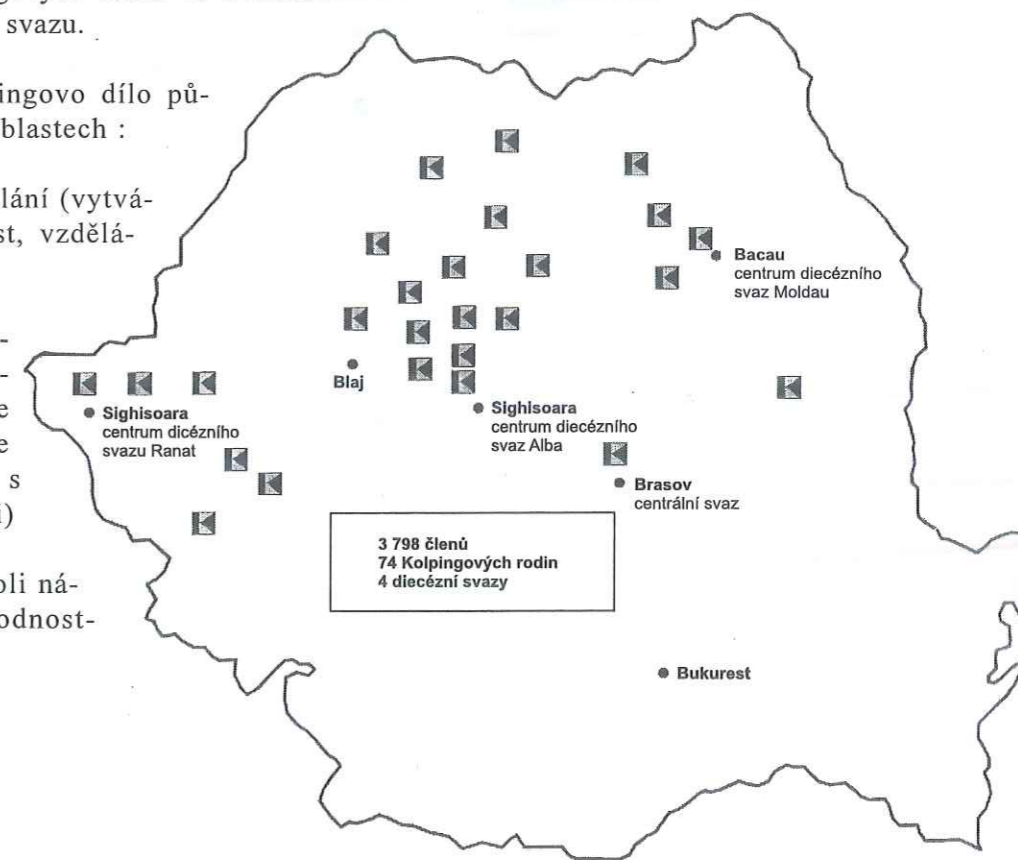 svazu.
ingovo dílo pů-
blastech :
lání (vytvá-
st, vzdělá-
-
-
e
e
s
i)
oli ná-
odnost-
Bacau
centrum diecézního
svaz Moldau
Blaj
Sighisoara
centrum dicézního
svazu Ranat
Sighisoara
centrum diecézního
svaz Alba
Brasov
centrální svaz
3 798 členů
74 Kolpingových rodin
4 diecézní svazy
Bukurest